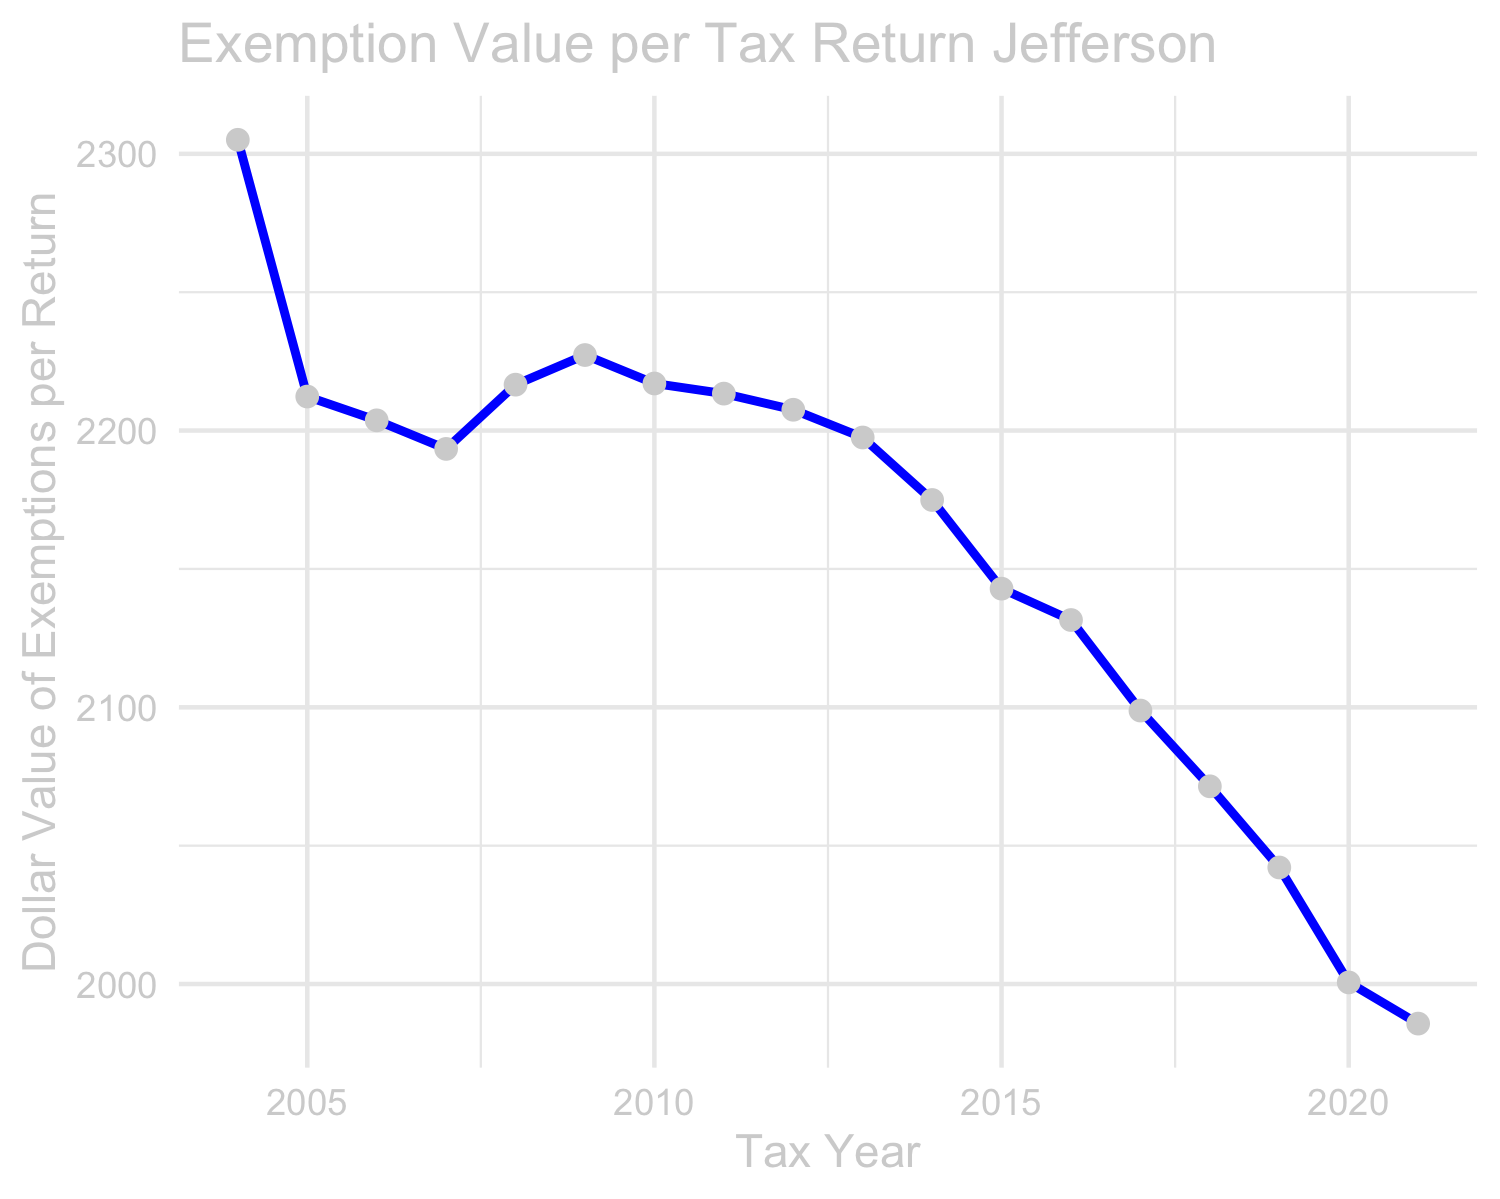 Exemption Value per Tax Return Jefferson
Dollar Value of Exemptions per Return
2300
2200
2100
2000
2005
2010
2015
2020
Tax Year